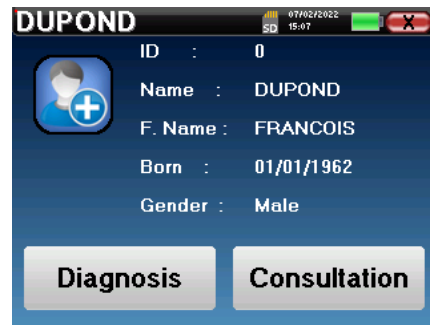 DUPOND
SD 07/02/2022
15:07
X
ID : 0
Name : DUPOND
F. Name : FRANCOIS
Born : 01/01/1962
Gender : Male
Diagnosis Consultation